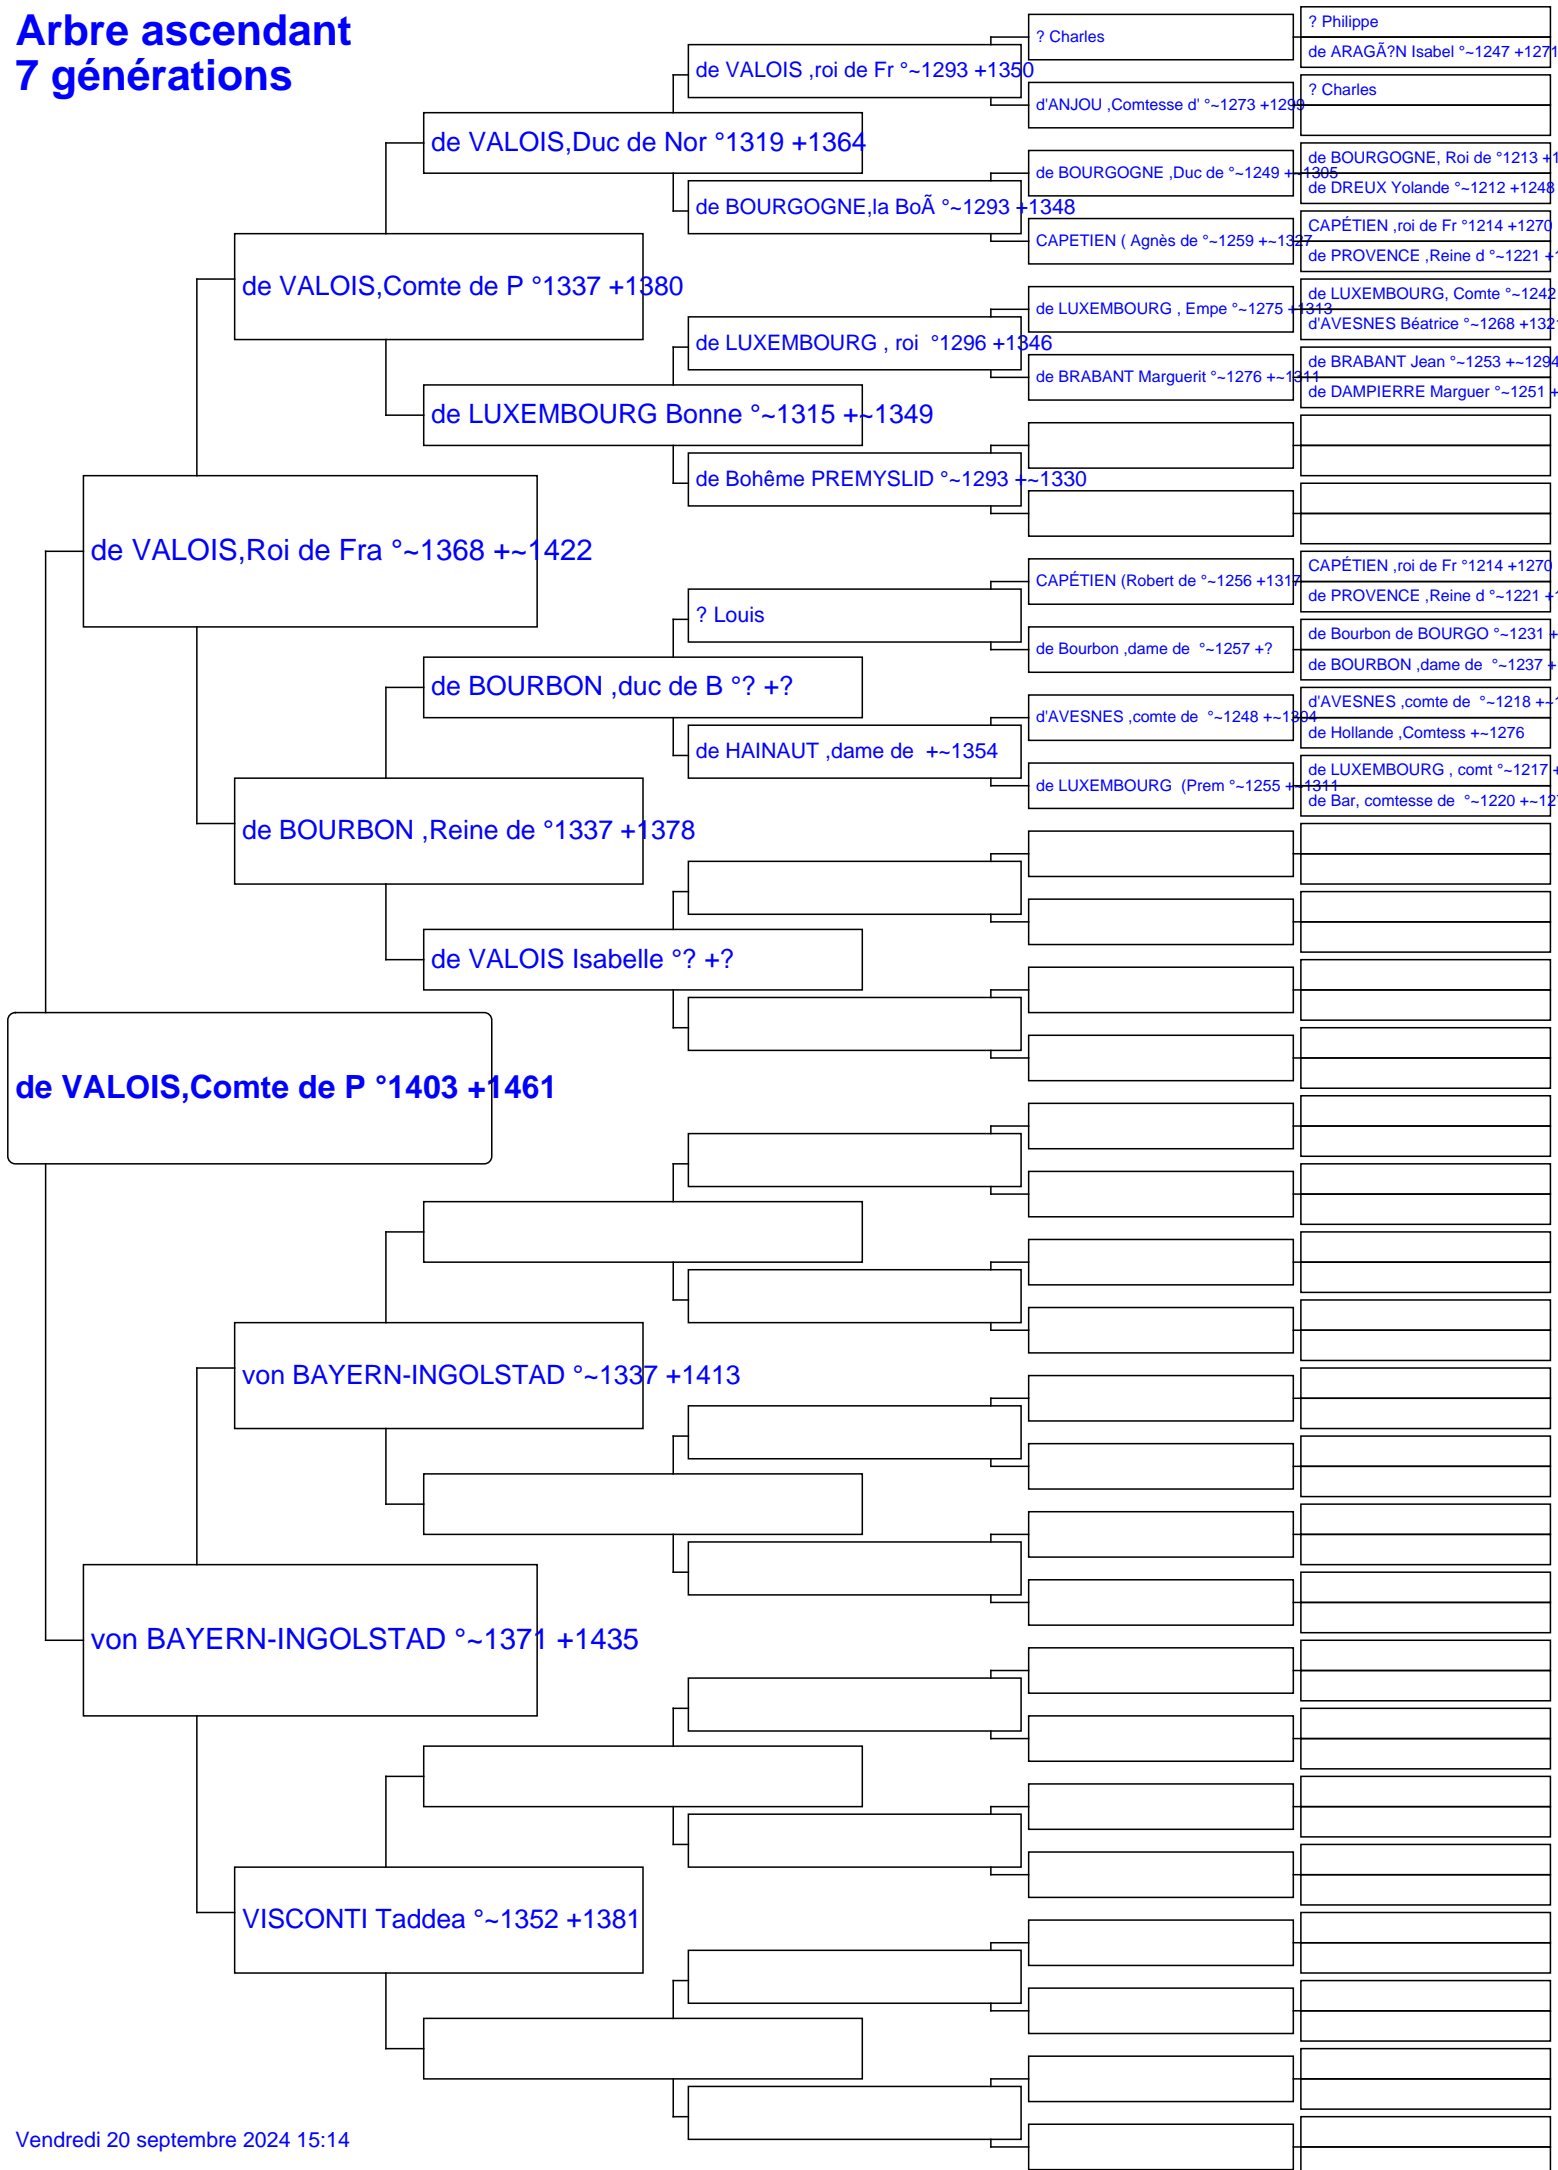 Arbre ascendant
7 générations
? Philippe
? Charles
de ARAGÃ?N Isabel °~1247 +1271
de VALOIS ,roi de Fr °~1293 +1350
? Charles
d'ANJOU ,Comtesse d' °~1273 +1299
de VALOIS,Duc de Nor °1319 +1364
de BOURGOGNE, Roi de °1213 +1
de BOURGOGNE ,Duc de °~1249 +~1305
de DREUX Yolande °~1212 +1248
de BOURGOGNE,la BoÃ °~1293 +1348
CAPÉTIEN ,roi de Fr °1214 +1270
CAPETIEN ( Agnès de °~1259 +~1327
de PROVENCE ,Reine d °~1221 +1
de VALOIS,Comte de P °1337 +1380
de LUXEMBOURG, Comte °~1242
de LUXEMBOURG , Empe °~1275 +1313
d'AVESNES Béatrice °~1268 +1321
de LUXEMBOURG , roi  °1296 +1346
de BRABANT Jean °~1253 +~1294
de BRABANT Marguerit °~1276 +~1311
de DAMPIERRE Marguer °~1251 +
de LUXEMBOURG Bonne °~1315 +~1349
de Bohême PREMYSLID °~1293 +~1330
de VALOIS,Roi de Fra °~1368 +~1422
CAPÉTIEN ,roi de Fr °1214 +1270
CAPÉTIEN (Robert de °~1256 +1317
de PROVENCE ,Reine d °~1221 +1
? Louis
de Bourbon de BOURGO °~1231 +
de Bourbon ,dame de  °~1257 +?
de BOURBON ,dame de  °~1237 +
de BOURBON ,duc de B °? +?
d'AVESNES ,comte de  °~1218 +~1
d'AVESNES ,comte de  °~1248 +~1304
de Hollande ,Comtess +~1276
de HAINAUT ,dame de  +~1354
de LUXEMBOURG , comt °~1217 +
de LUXEMBOURG  (Prem °~1255 +~1311
de Bar, comtesse de  °~1220 +~127
de BOURBON ,Reine de °1337 +1378
de VALOIS Isabelle °? +?
de VALOIS,Comte de P °1403 +1461
von BAYERN-INGOLSTAD °~1337 +1413
von BAYERN-INGOLSTAD °~1371 +1435
VISCONTI Taddea °~1352 +1381
Vendredi 20 septembre 2024 15:14